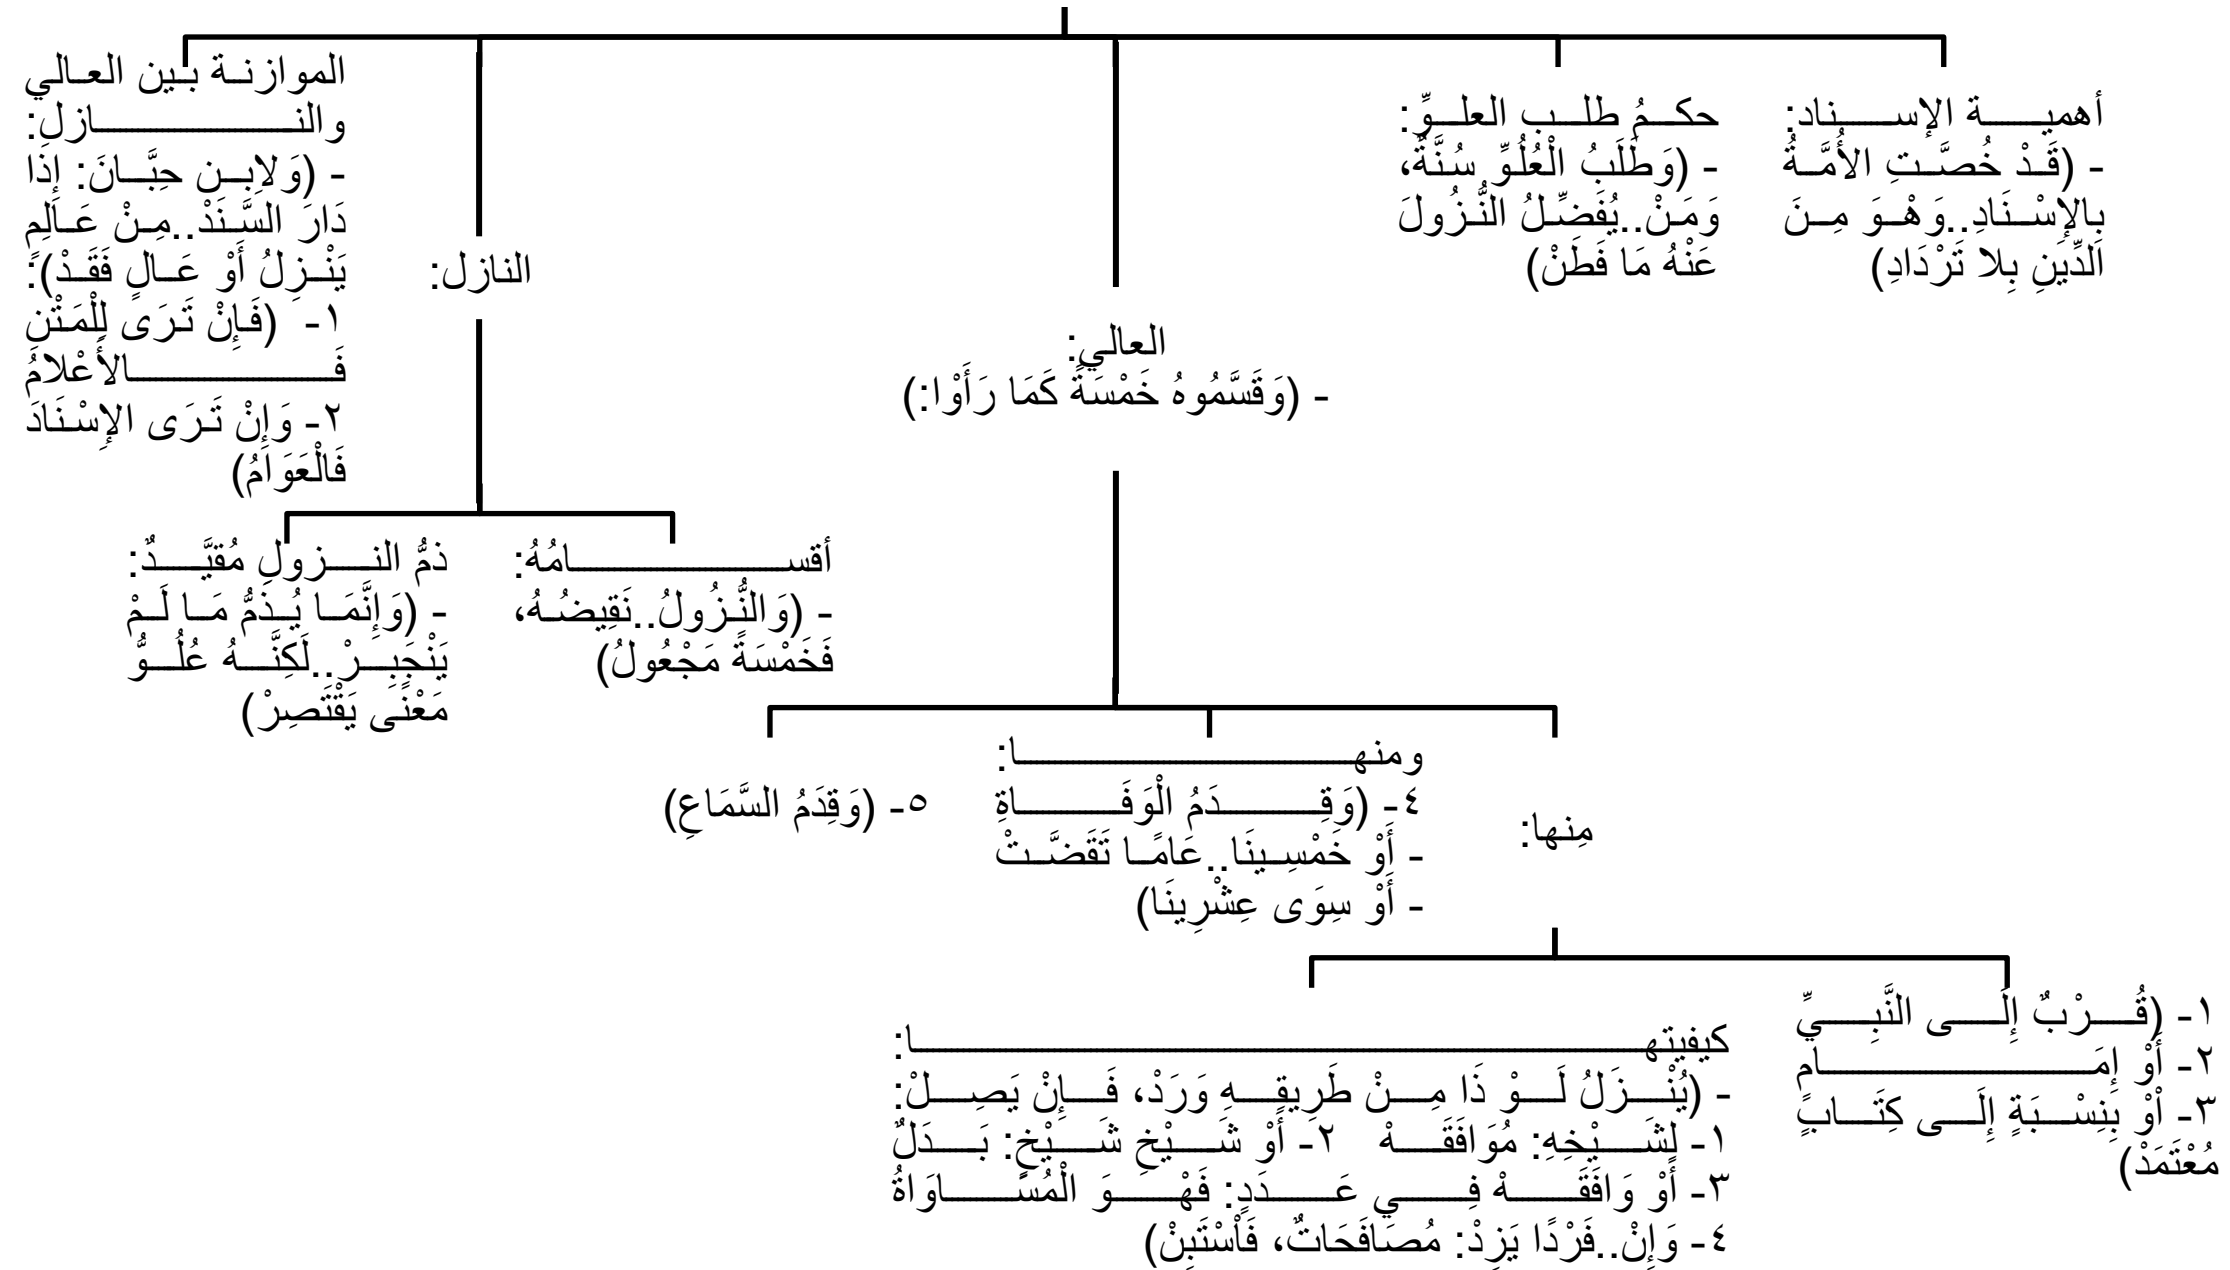 أهمية الإسناد:
- (قَدْ خُصَّتِ الأُمَّةُ
بِالإِسْنَادِ..وَهْوَ مِنَ
الدِّينِ بِلا تَرْدَادِ)
حكمُ طلب العلوِّ:
- (وَطَلَبُ الْعُلُوِّ سُنَّةٌ،
وَمَنْ..يُفَضِّلُ النُّزُولَ
عَنْهُ مَا فَطَنْ)
العالي:
- (وَقَسَّمُوهُ خَمْسَةً كَمَا رَأَوْا:)
النازل:
الموازنة بين العالي
والنازلِ:
- (وَلابِن حِبَّانَ: إِذَا
دَارَ السَّنَدْ..مِنْ عَالِمٍ
يَنْزِلُ أَوْ عَالٍ فَقَدْ):
١- (فَإِنْ تَرَى لِلْمَتْنِ
فَالأَعْلامُ
٢- وَإِنْ تَرَى الإِسْنَادَ
فَالْعَوَامُ)
أقسامُهُ:
- (وَالنُّزُولُ..نَقِيضُهُ،
فَخَمْسَةً مَجْعُولُ)
ذمُّ النزولِ مُقيَّدٌ:
- (وَإِنَّمَا يُذَمُّ مَا لَمْ
يَنْجَبِرْ..لَكِنَّهُ عُلُوُّ
مَعْنًى يَقْتَصِرْ)
مِنها:
ومنها:
٤- (وَقِدَمُ الْوَفَاةِ
- أَوْ خَمْسِينَا..عَامًا تَقَضَّتْ
- أَوْ سِوَى عِشْرِينَا)
٥- (وَقِدَمُ السَّمَاعِ)
١- (قُرْبٌ إِلَى النَّبِيِّ
٢- أَوْ إِمَامٍ
٣- أوْ بِنِسْبَةٍ إِلَى كِتَابٍ
مُعْتَمَدْ)
كيفيتها:
- (يُنْزَلُ لَوْ ذَا مِنْ طَرِيقِهِ وَرَدْ، فَإِنْ يَصِلْ:
١- لِشَيْخِهِ: مُوَافَقَهْ ٢- أَوْ شَيْخِ شَيْخٍ: بَدَلٌ
٣- أَوْ وَافَقَهْ فِي عَدَدٍ: فَهْوَ الْمُسَاوَاةُ
٤- وَإِنْ..فَرْدًا يَزِدْ: مُصَافَحَاتٌ، فَاْسْتَبِنْ)